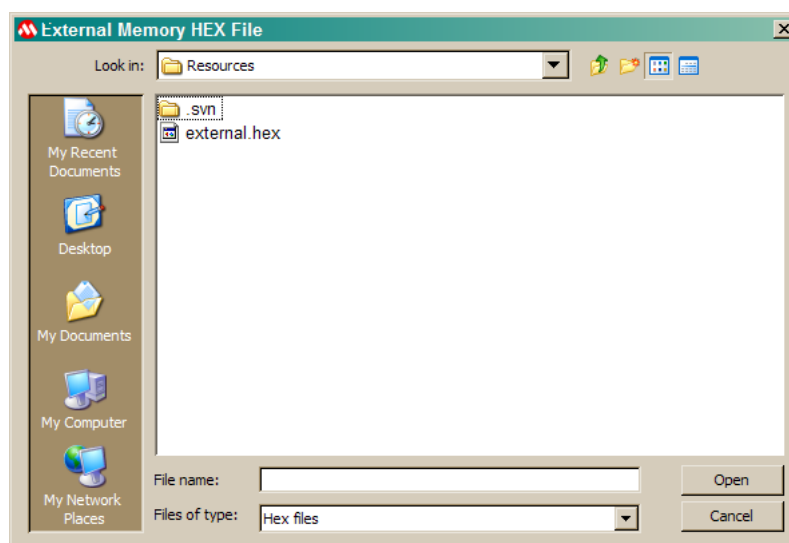 External Memory HEX File
Look in:
Resources
.svn
external.hex
My Recent
Documents
Desktop
My Documents
My Computer
My Network
Places
File name:
Open
Files of type:
Hex files
Cancel